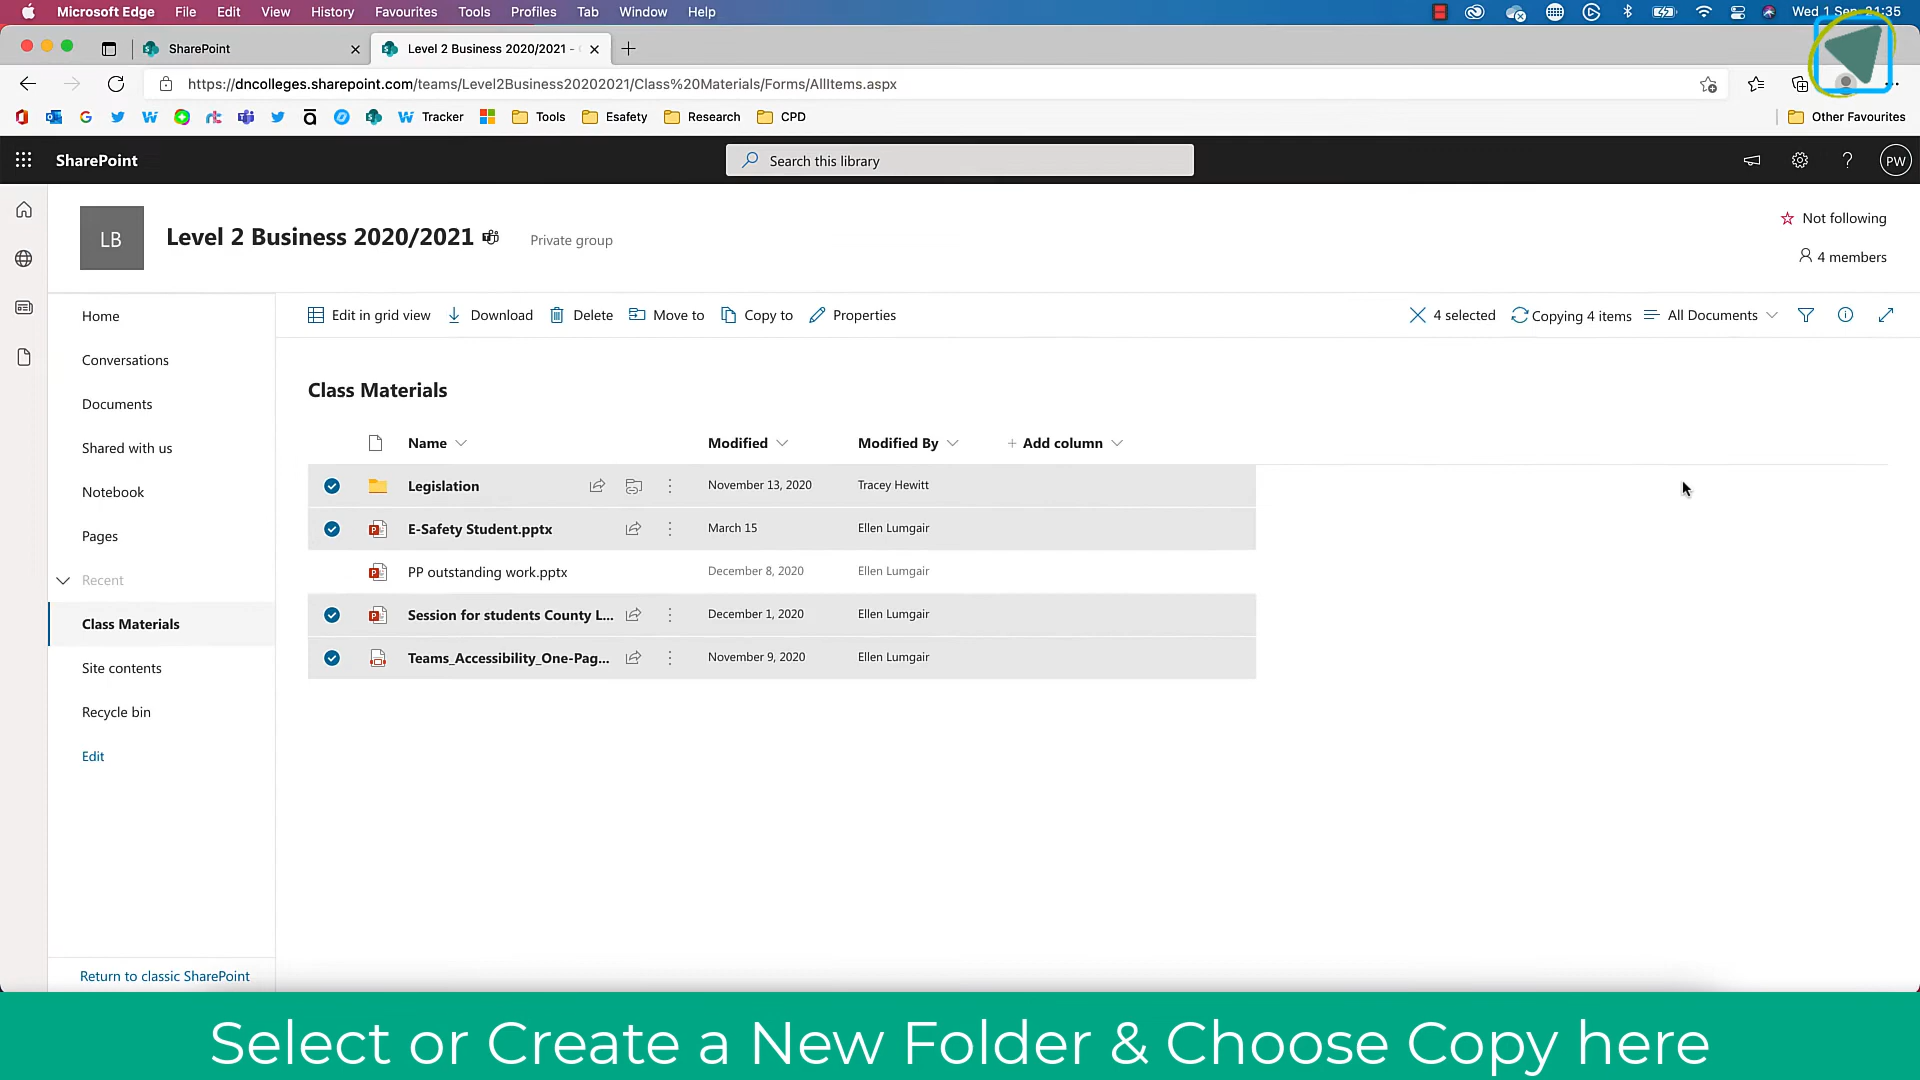 Microsoft Edge File Edit View History Favourites Tools Profiles Tab Window Help Wed 1 Sep 21:35
SharePoint Level 2 Business 2020/2021 -
https://dncolleges.sharepoint.com/teams/Level2Business20202021/Class%20Materials/Forms/AllItems.aspx
Tracker Tools Esafety Research CPD Other Favourites
SharePoint Search this library PW
LB Level 2 Business 2020/2021 Private group
Not following
4 members
Edit in grid view Download Delete Move to Copy to Properties 4 selected Copying 4 items All Documents
Home
Conversations
Documents
Shared with us
Notebook
Pages
Recent
Class Materials
Site contents
Recycle bin
Edit
Return to classic SharePoint
Class Materials
Name Modified Modified By Add column
Legislation November 13, 2020 Tracey Hewitt
E-Safety Student.pptx March 15 Ellen Lumgair
PP outstanding work.pptx December 8, 2020 Ellen Lumgair
Session for students County L... December 1, 2020 Ellen Lumgair
Teams_Accessibility_One-Pag... November 9, 2020 Ellen Lumgair
Select or Create a New Folder & Choose Copy here